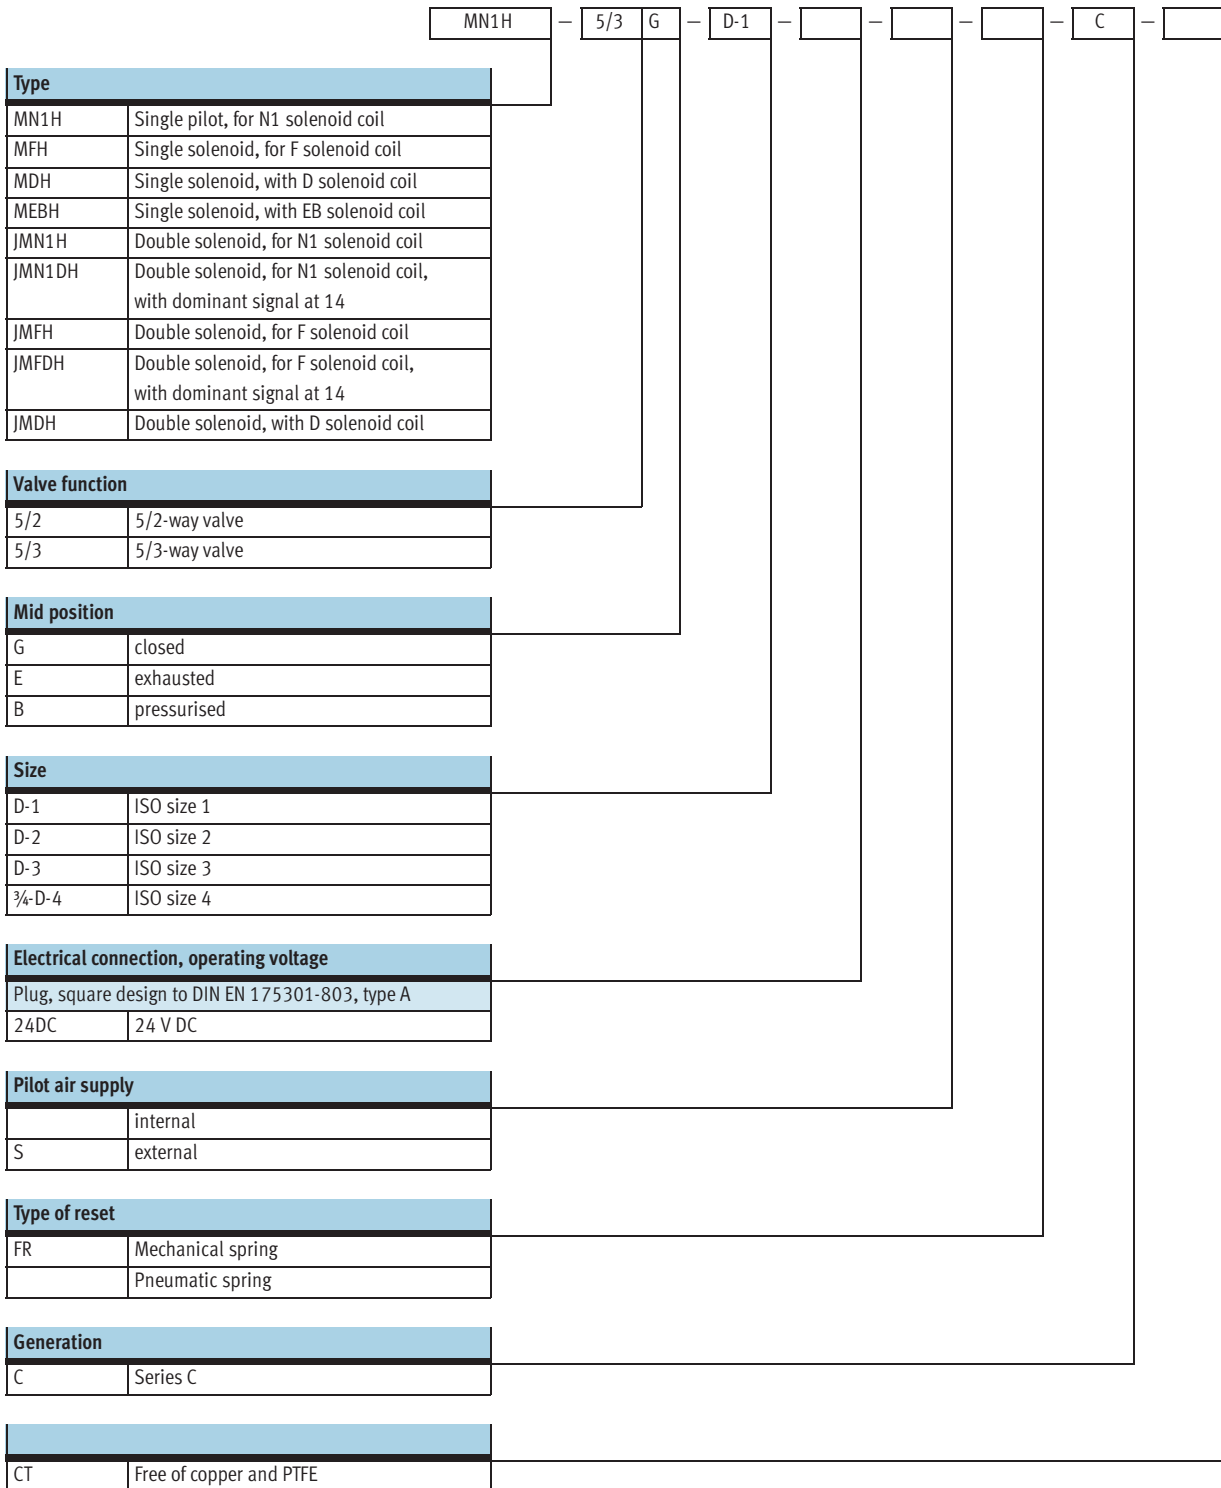 MN1H – 5/3 G – D-1 – – – – C –
Type
MN1H Single pilot, for N1 solenoid coil
MFH Single solenoid, for F solenoid coil
MDH Single solenoid, with D solenoid coil
MEBH Single solenoid, with EB solenoid coil
JMN1H Double solenoid, for N1 solenoid coil
JMN1DH Double solenoid, for N1 solenoid coil,
with dominant signal at 14
JMFH Double solenoid, for F solenoid coil
JMFDH Double solenoid, for F solenoid coil,
with dominant signal at 14
JMDH Double solenoid, with D solenoid coil
Valve function
5/2 5/2-way valve
5/3 5/3-way valve
Mid position
G closed
E exhausted
B pressurised
Size
D-1 ISO size 1
D-2 ISO size 2
D-3 ISO size 3
¾-D-4 ISO size 4
Electrical connection, operating voltage
Plug, square design to DIN EN 175301-803, type A
24DC 24 V DC
Pilot air supply
internal
S external
Type of reset
FR Mechanical spring
Pneumatic spring
Generation
C Series C
CT Free of copper and PTFE